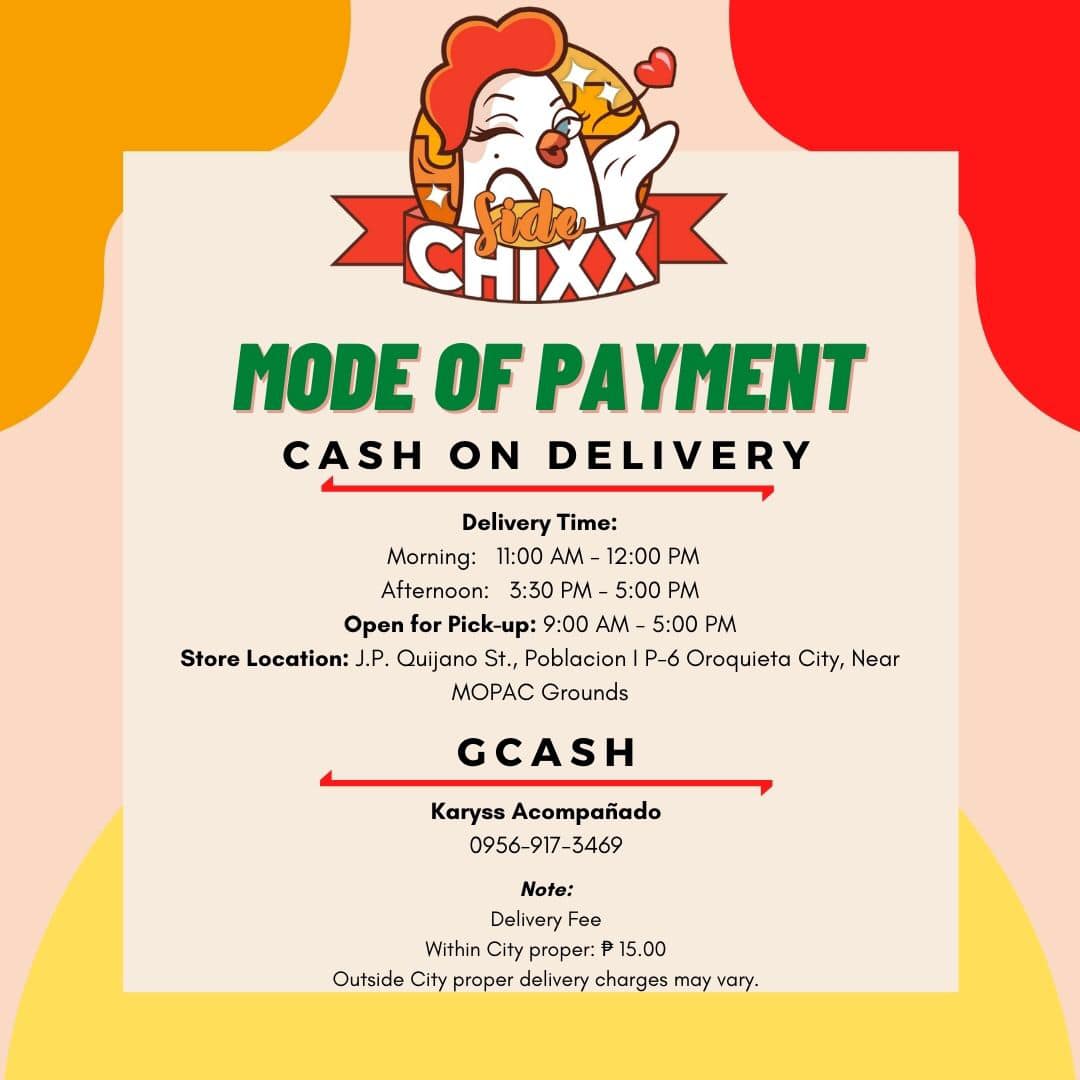 Side
CHIXX
MODE OF PAYMENT
CASH ON DELIVERY
Delivery Time:
Morning: 11:00 AM - 12:00 PM
Afternoon: 3:30 PM - 5:00 PM
Open for Pick-up: 9:00 AM - 5:00 PM
Store Location: J.P. Quijano St., Poblacion I P-6 Oroquieta City, Near
MOPAC Grounds
GCASH
Karyss Acompañado
0956-917-3469
Note:
Delivery Fee
Within City proper: ₱ 15.00
Outside City proper delivery charges may vary.